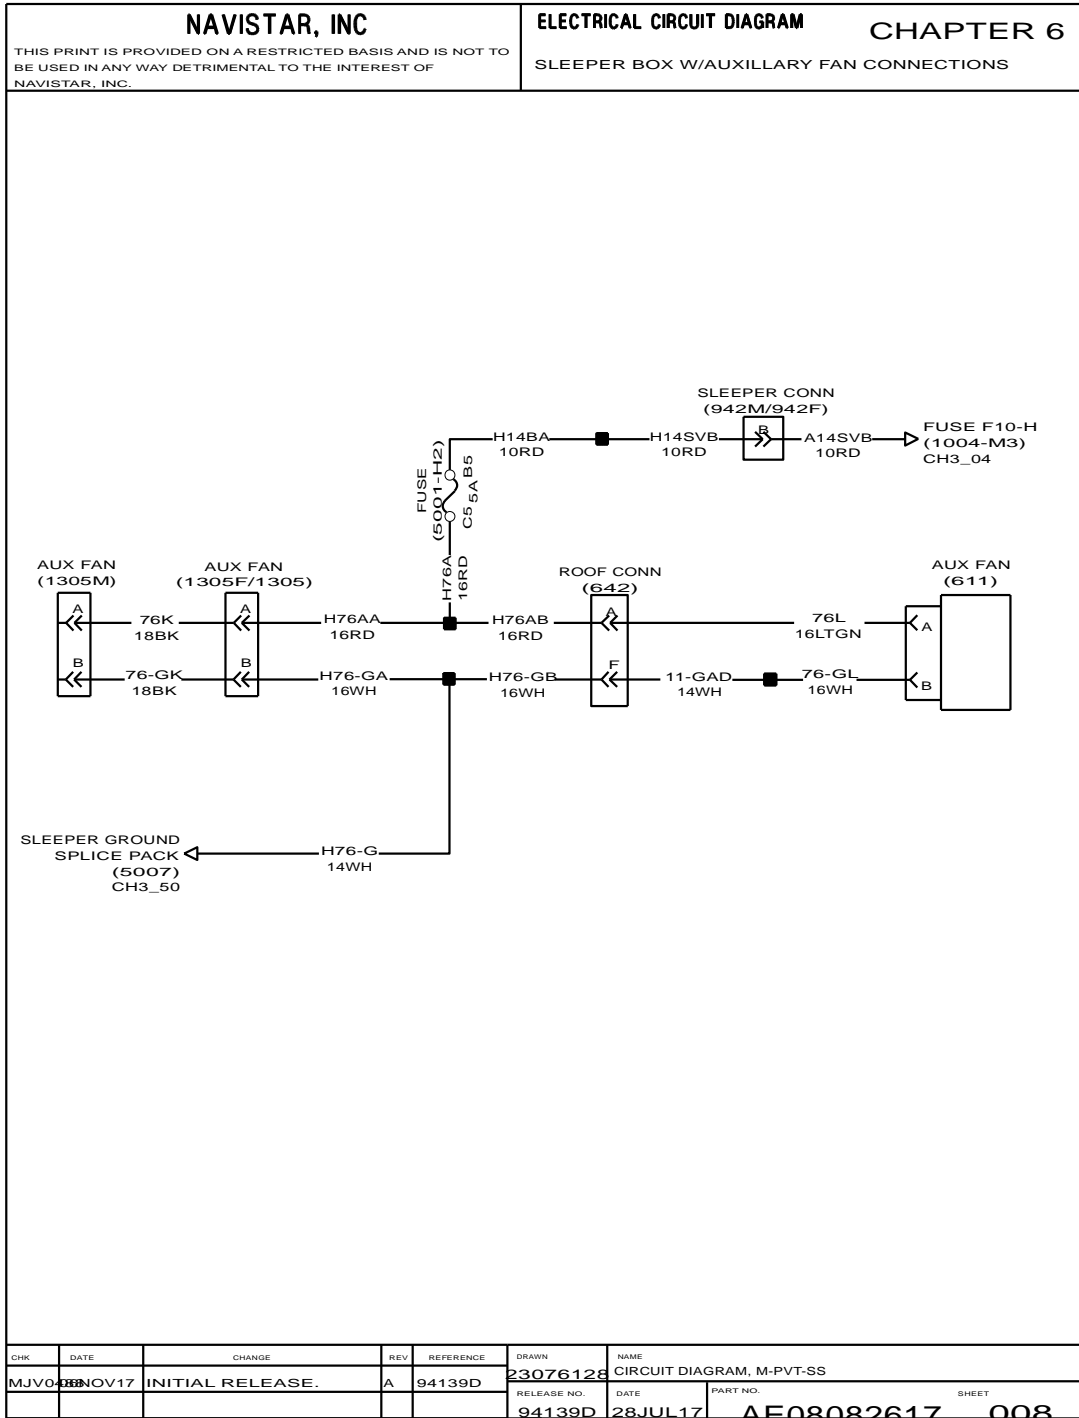 NAVISTAR, INC
THIS PRINT IS PROVIDED ON A RESTRICTED BASIS AND IS NOT TO
BE USED IN ANY WAY DETRIMENTAL TO THE INTEREST OF
NAVISTAR, INC.
ELECTRICAL CIRCUIT DIAGRAM
CHAPTER 6
SLEEPER BOX W/AUXILLARY FAN CONNECTIONS
SLEEPER CONN
(942M/942F)
B
H14BA
10RD
H14SVB
10RD
A14SVB
10RD
FUSE F10-H
(1004-M3)
CH3_04
FUSE
(5001-H2)
C5
5A
B5
H76A
16RD
AUX FAN
(1305M)
A
B
76K
18BK
76-GK
18BK
AUX FAN
(1305F/1305)
A
B
H76AA
16RD
H76-GA
16WH
H76AB
16RD
H76-GB
16WH
ROOF CONN
(642)
A
F
76L
16LTGN
11-GAD
14WH
76-GL
16WH
AUX FAN
(611)
A
B
SLEEPER GROUND
SPLICE PACK
(5007)
CH3_50
H76-G
14WH
CHK DATE CHANGE REV REFERENCE
INITIAL RELEASE. A 94139D
DRAWN
23076128
NAME
CIRCUIT DIAGRAM, M-PVT-SS
RELEASE NO.
94139D
DATE
28JUL17
PART NO.
AE08082617
SHEET
008